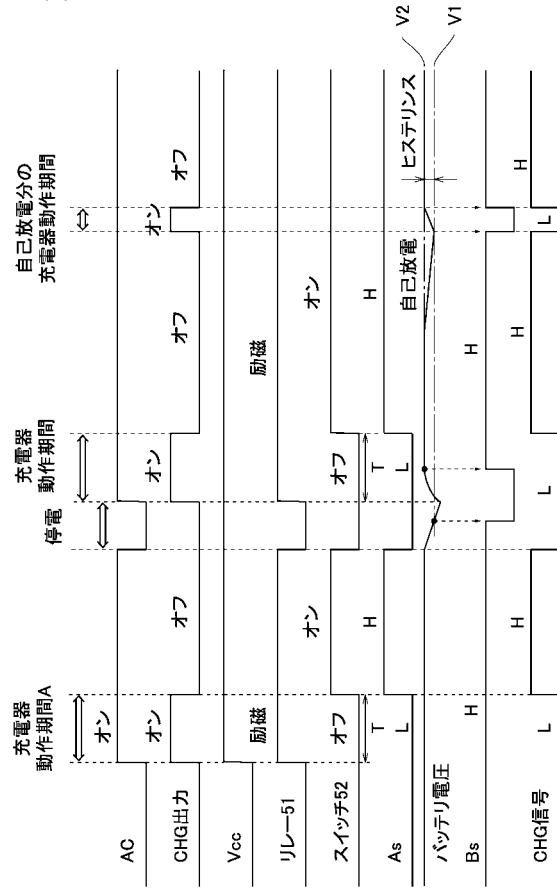 充電器
動作期間A
停電
充電器
動作期間
自己放電分の
充電器動作期間
AC
オン
CHG出力
オン
オフ
オン
オフ
オン
オフ
Vcc
リレー51
励磁
励磁
スイッチ52
オフ
オン
オフ
オン
As
T
L
H
T
L
H
バッテリ電圧
自己放電
ヒステリンス
V2
V1
Bs
H
H
CHG信号
L
H
L
H
L
H